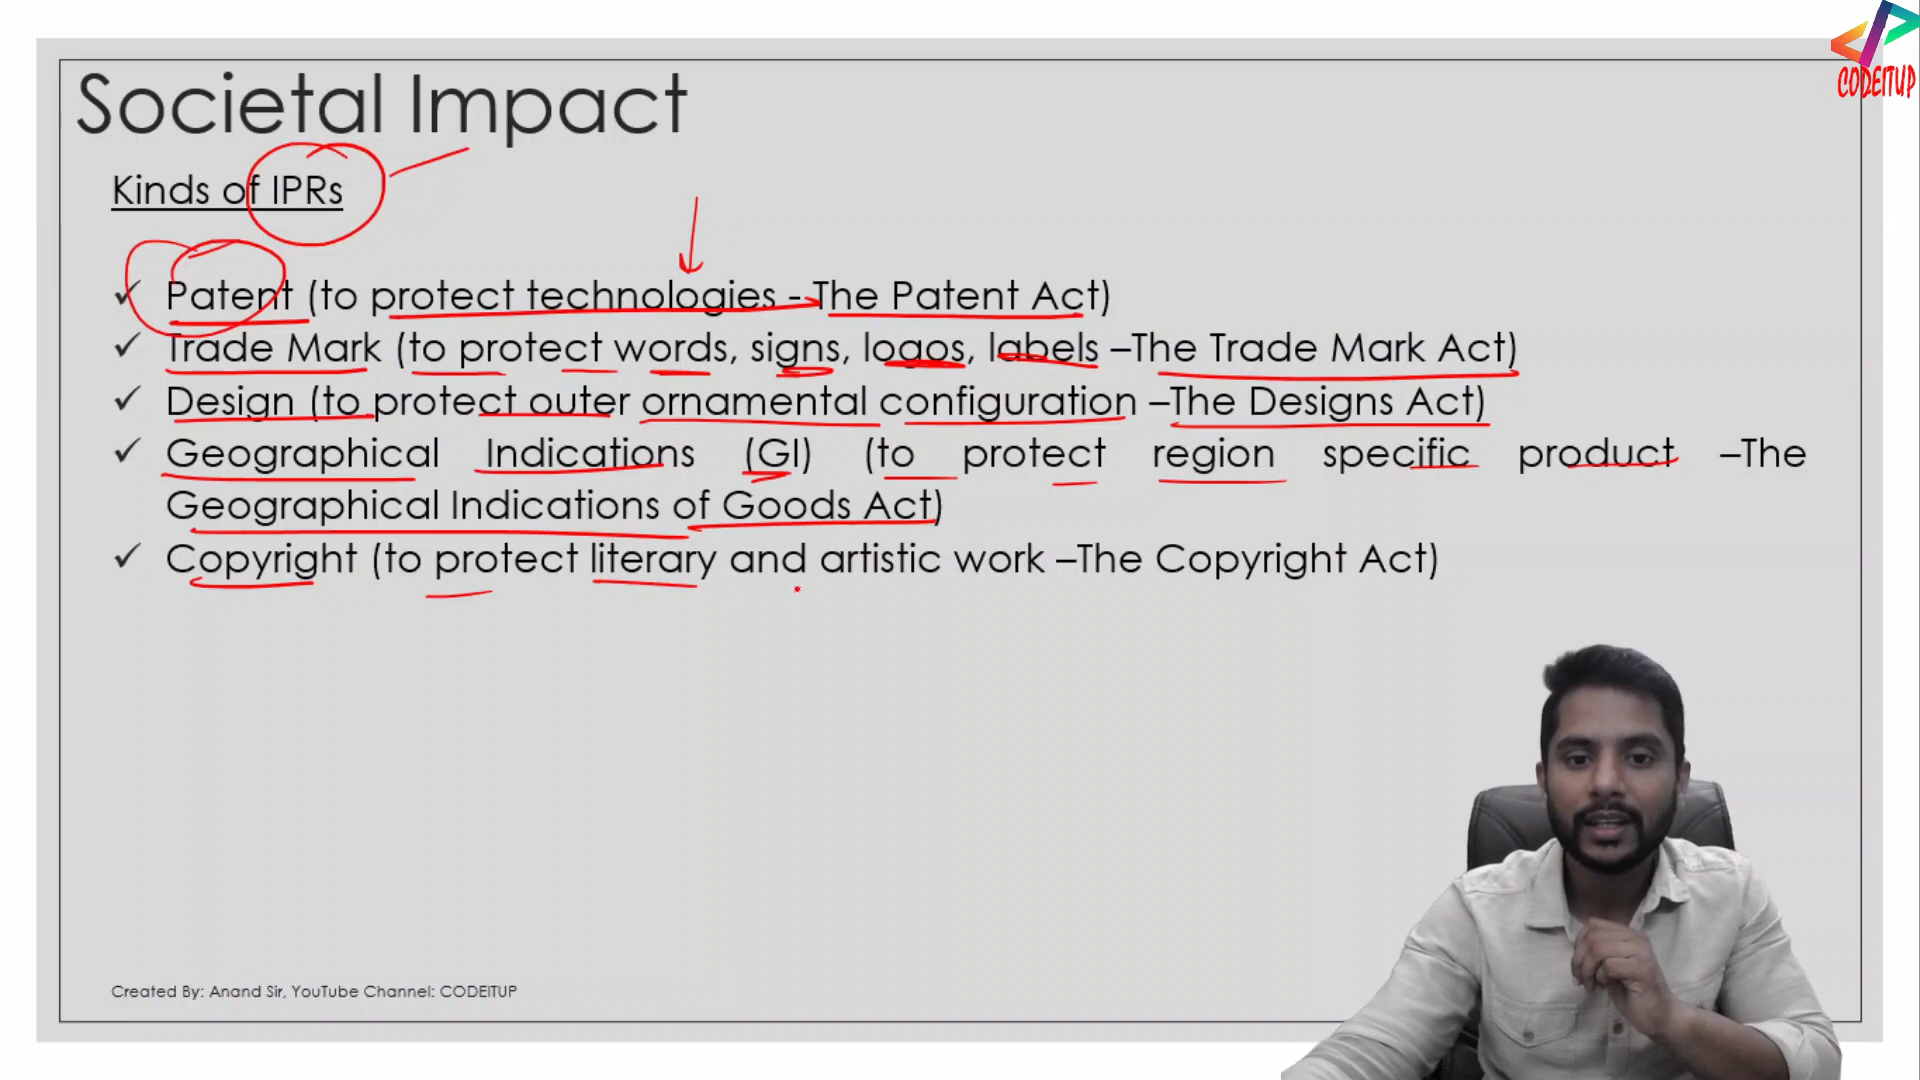 CODEITUP
Societal Impact
Kinds of IPRs
✓ Patent (to protect technologies - The Patent Act)
✓ Trade Mark (to protect words, signs, logos, labels –The Trade Mark Act)
✓ Design (to protect outer ornamental configuration –The Designs Act)
✓ Geographical Indications (GI) (to protect region specific product –The
Geographical Indications of Goods Act)
✓ Copyright (to protect literary and artistic work –The Copyright Act)
Created By: Anand Sir, YouTube Channel: CODEITUP